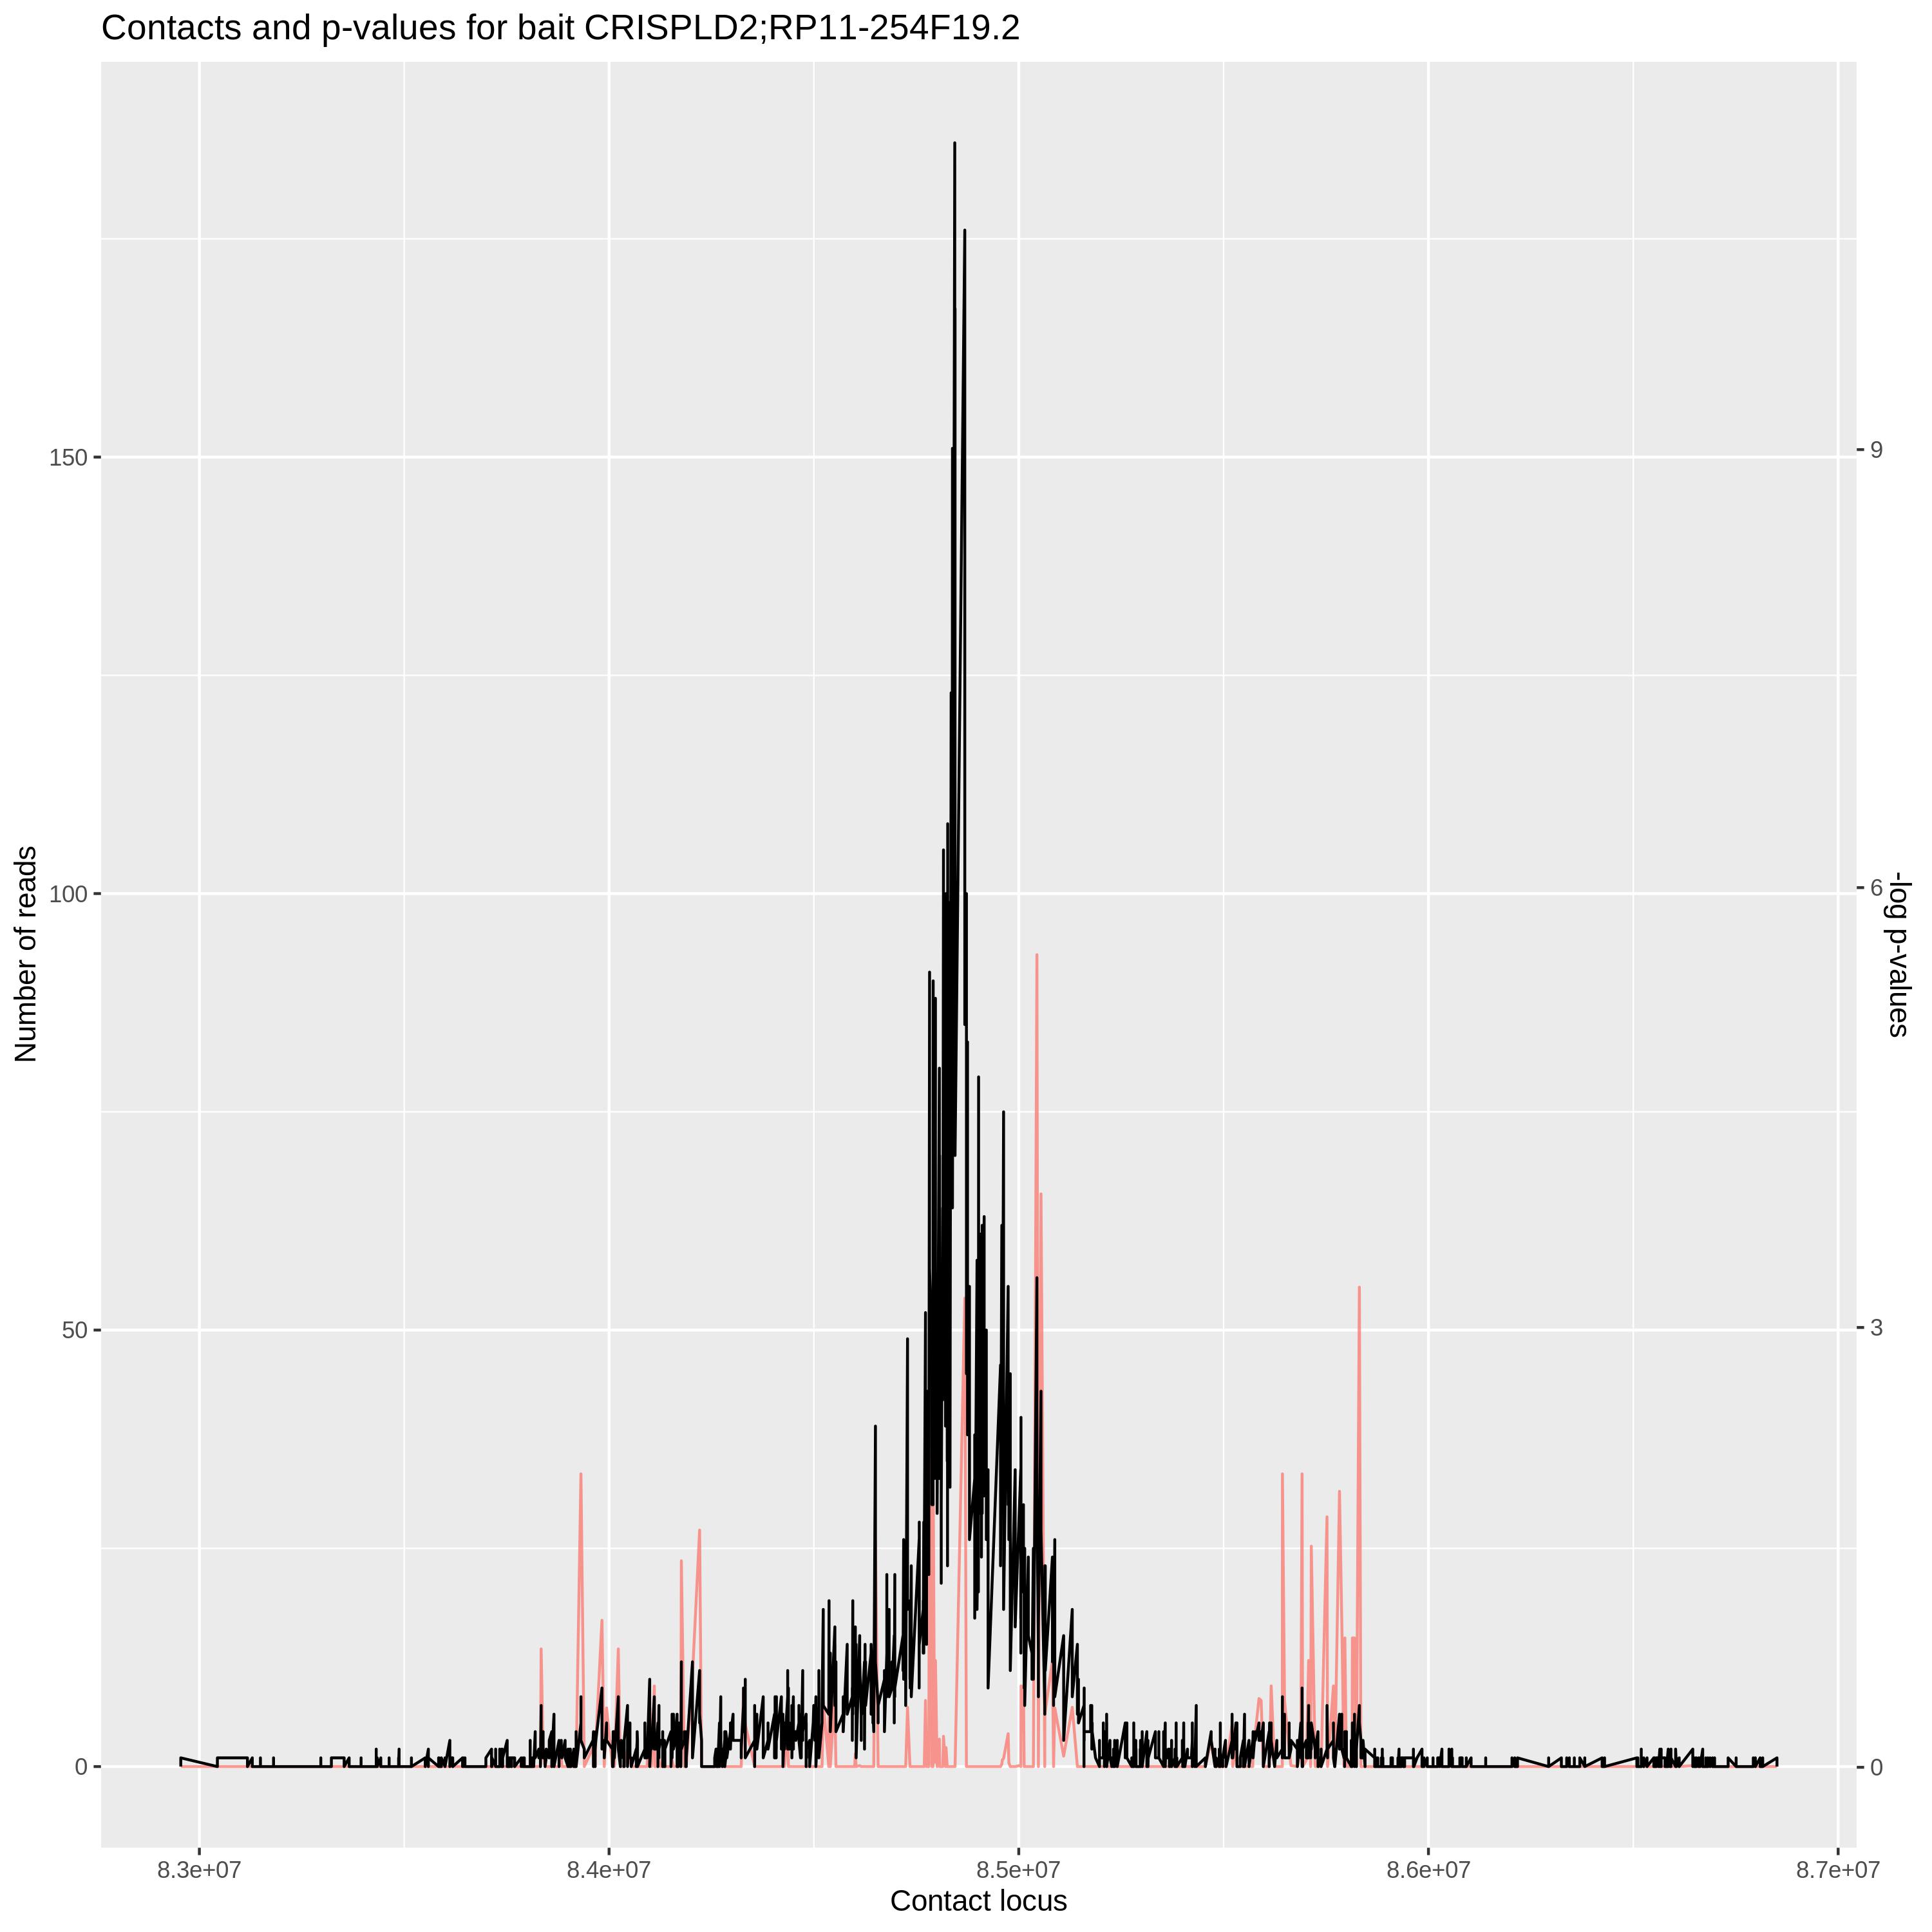 Contacts and p-values for bait CRISPLD2;RP11-254F19.2
Number of reads
150
100
50
0
9
6
3
0
-log p-values
8.3e+07
8.4e+07
8.5e+07
8.6e+07
8.7e+07
Contact locus